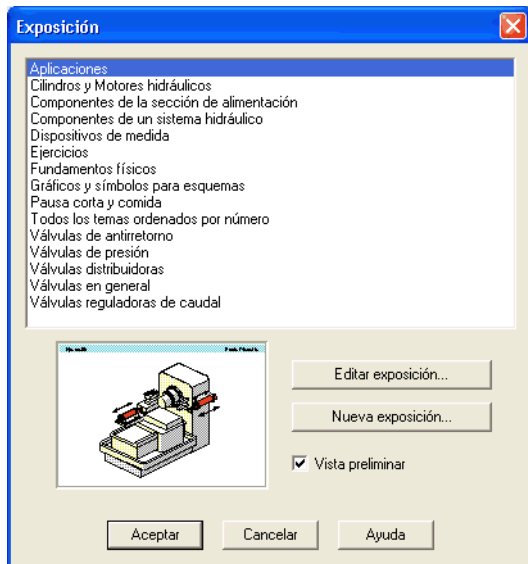 Exposición
Aplicaciones
Cilindros y Motores hidráulicos
Componentes de la sección de alimentación
Componentes de un sistema hidráulico
Dispositivos de medida
Ejercicios
Fundamentos físicos
Gráficos y símbolos para esquemas
Pausa corta y comida
Todos los temas ordenados por número
Válvulas de antirretorno
Válvulas de presión
Válvulas distribuidoras
Válvulas en general
Válvulas reguladoras de caudal
Editar exposición...
Nueva exposición...
Vista preliminar
Aceptar
Cancelar
Ayuda